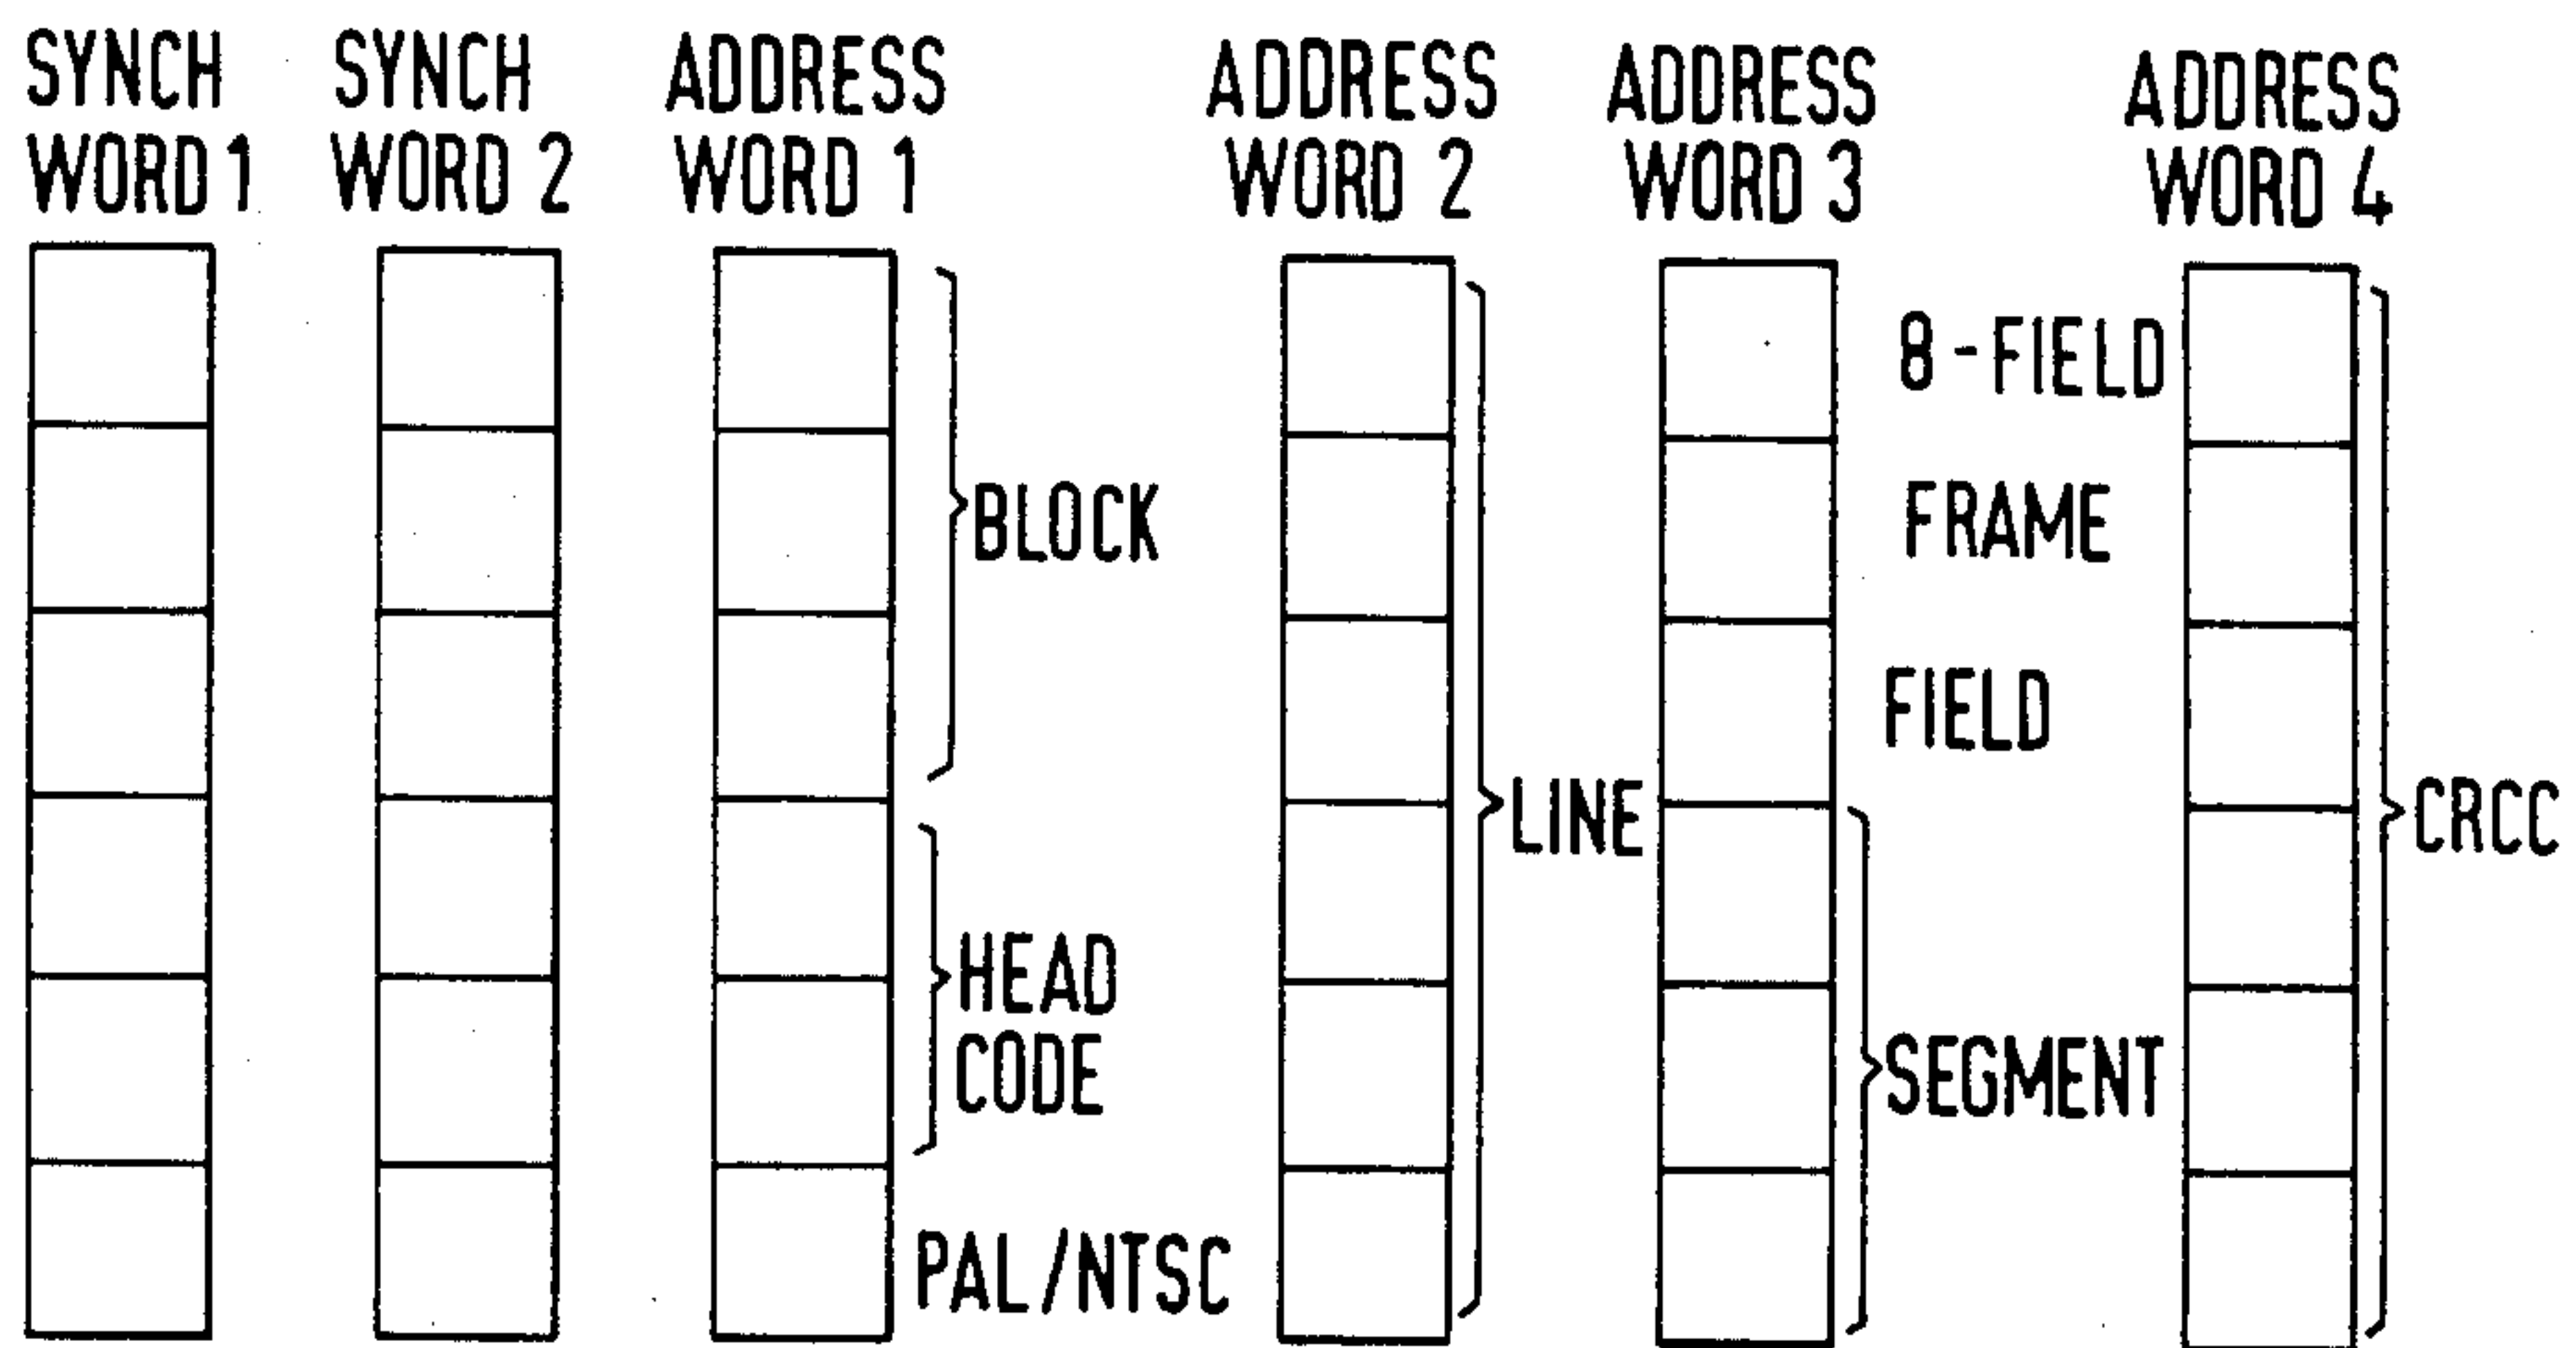 SYNCH WORD 1
SYNCH WORD 2
ADDRESS WORD 1
ADDRESS WORD 2
ADDRESS WORD 3
ADDRESS WORD 4
BLOCK
HEAD
CODE
PAL/NTSC
LINE
8-FIELD
FRAME
FIELD
SEGMENT
CRCC